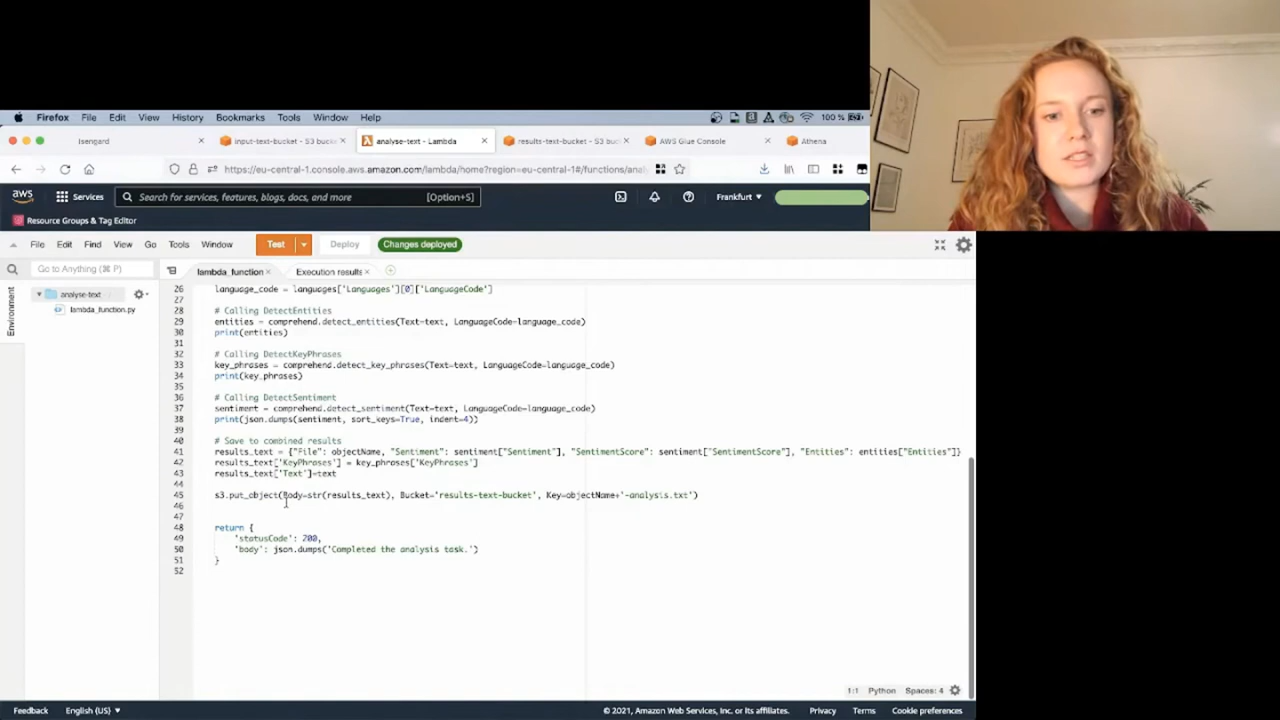 Firefox File Edit View History Bookmarks Tools Window Help 100 %
Isengard input-text-bucket - S3 bucke analyse-text - Lambda results-text-bucket - S3 buc AWS Glue Console Athena
https://eu-central-1.console.aws.amazon.com/lambda/home?region=eu-central-1#/functions/anal
aws Services Search for services, features, blogs, docs, and more [Option+S] Frankfurt
Resource Groups & Tag Editor
File Edit Find View Go Tools Window Test Deploy Changes deployed
Go to Anything (⌘ P) lambda_function Execution results
Environment
analyse-text
lambda_function.py
26 language_code = languages['Languages'][0]['LanguageCode']
27
28 # Calling DetectEntities
29 entities = comprehend.detect_entities(Text=text, LanguageCode=language_code)
30 print(entities)
31
32 # Calling DetectKeyPhrases
33 key_phrases = comprehend.detect_key_phrases(Text=text, LanguageCode=language_code)
34 print(key_phrases)
35
36 # Calling DetectSentiment
37 sentiment = comprehend.detect_sentiment(Text=text, LanguageCode=language_code)
38 print(json.dumps(sentiment, sort_keys=True, indent=4))
39
40 # Save to combined results
41 results_text = {"File": objectName, "Sentiment": sentiment["Sentiment"], "SentimentScore": sentiment["SentimentScore"], "Entities": entities["Entities"]}
42 results_text['KeyPhrases'] = key_phrases['KeyPhrases']
43 results_text['Text']=text
44
45 s3.put_object(Body=str(results_text), Bucket='results-text-bucket', Key=objectName+'-analysis.txt')
46
47
48 return {
49 'statusCode': 200,
50 'body': json.dumps('Completed the analysis task.')
51 }
52
1:1 Python Spaces: 4
Feedback English (US) © 2021, Amazon Web Services, Inc. or its affiliates. Privacy Terms Cookie preferences